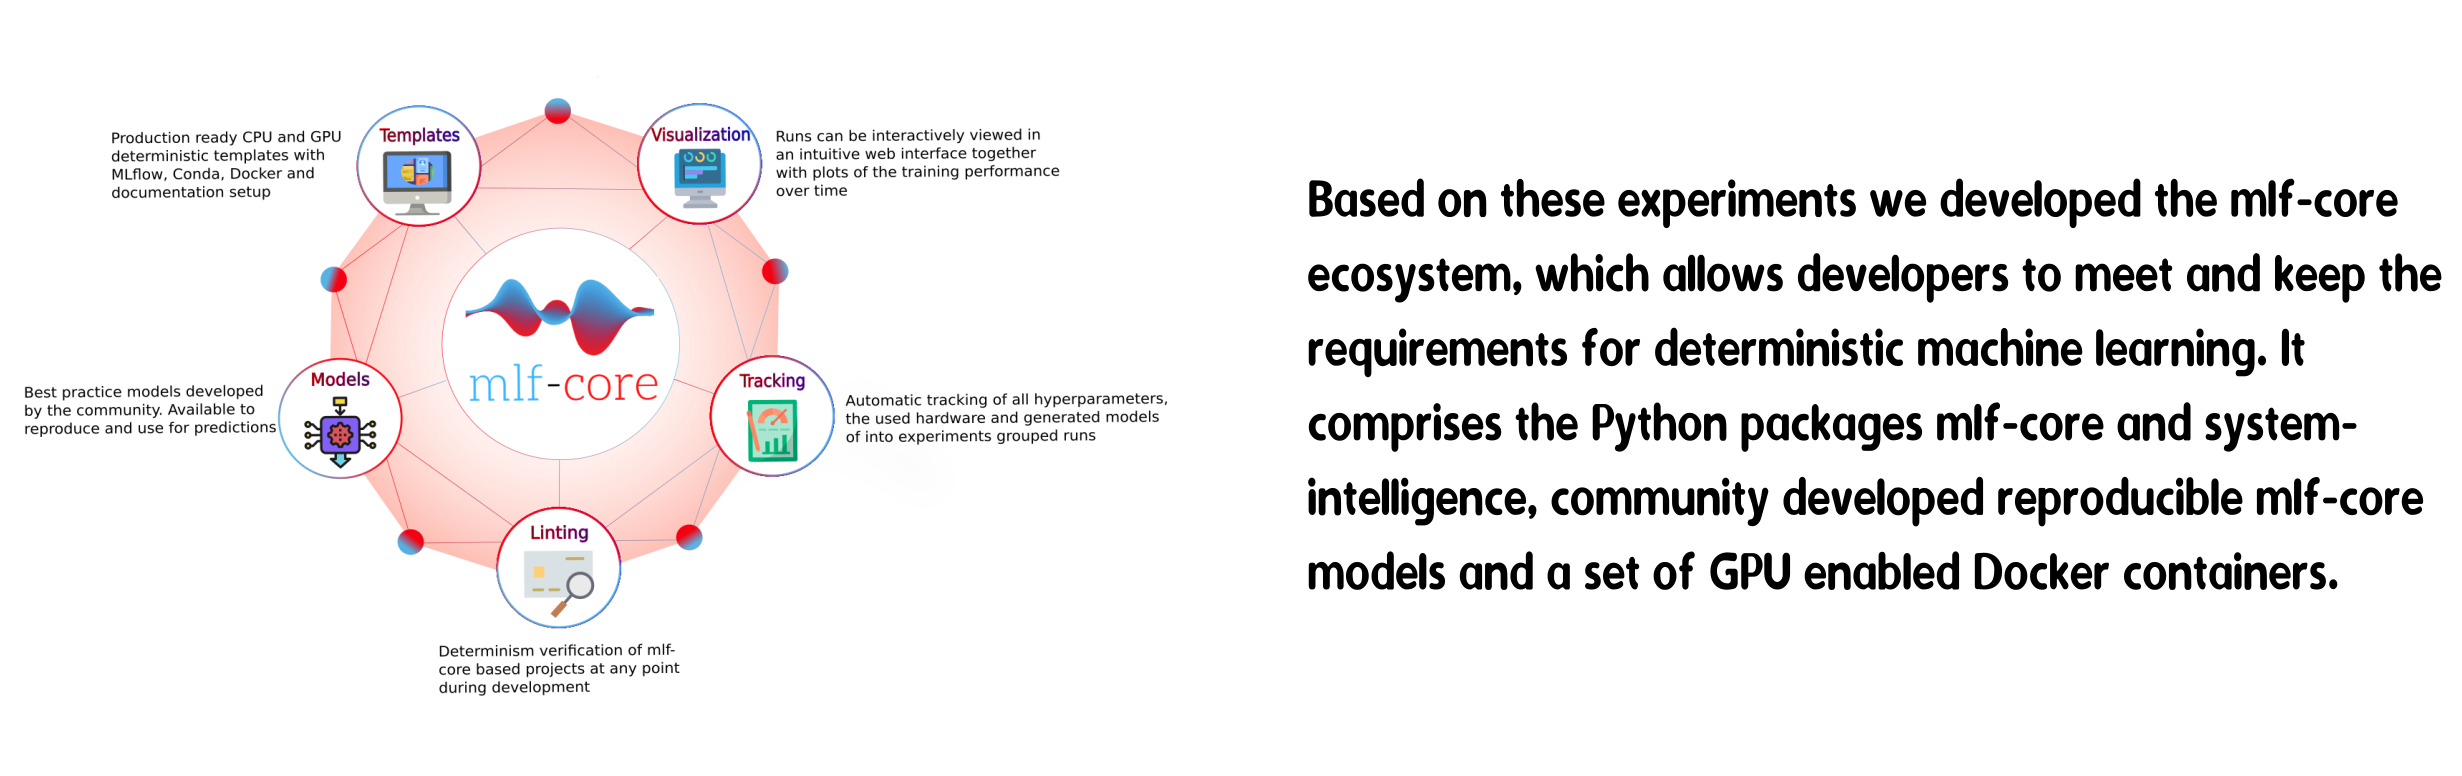 Templates
Production ready CPU and GPU
deterministic templates with
MLflow, Conda, Docker and
documentation setup
Visualization
Runs can be interactively viewed in
an intuitive web interface together
with plots of the training performance
over time
Models
Best practice models developed
by the community. Available to
reproduce and use for predictions
mlf-core
Tracking
Automatic tracking of all hyperparameters,
the used hardware and generated models
of into experiments grouped runs
Linting
Determinism verification of mlf-
core based projects at any point
during development
Based on these experiments we developed the mlf-core
ecosystem, which allows developers to meet and keep the
requirements for deterministic machine learning. It
comprises the Python packages mlf-core and system-
intelligence, community developed reproducible mlf-core
models and a set of GPU enabled Docker containers.